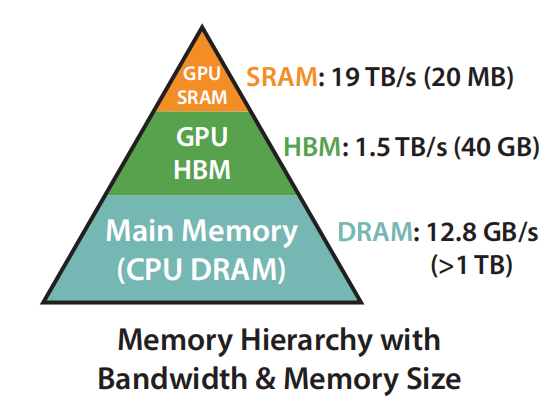 GPU
SRAM
SRAM: 19 TB/s (20 MB)
GPU
HBM
HBM: 1.5 TB/s (40 GB)
Main Memory
(CPU DRAM)
DRAM: 12.8 GB/s
(>1 TB)
Memory Hierarchy with
Bandwidth & Memory Size